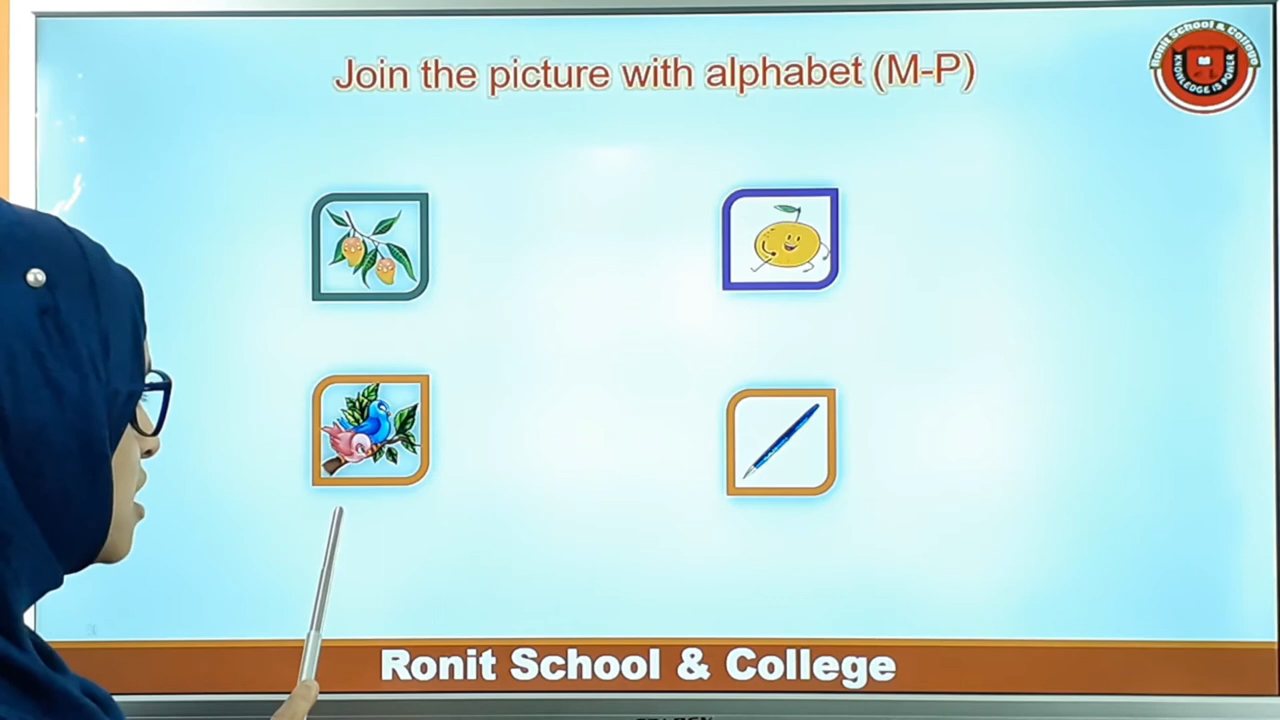 Join the picture with alphabet (M-P)
Ronit School & College
KNOWLEDGE IS POWER
Ronit School & College